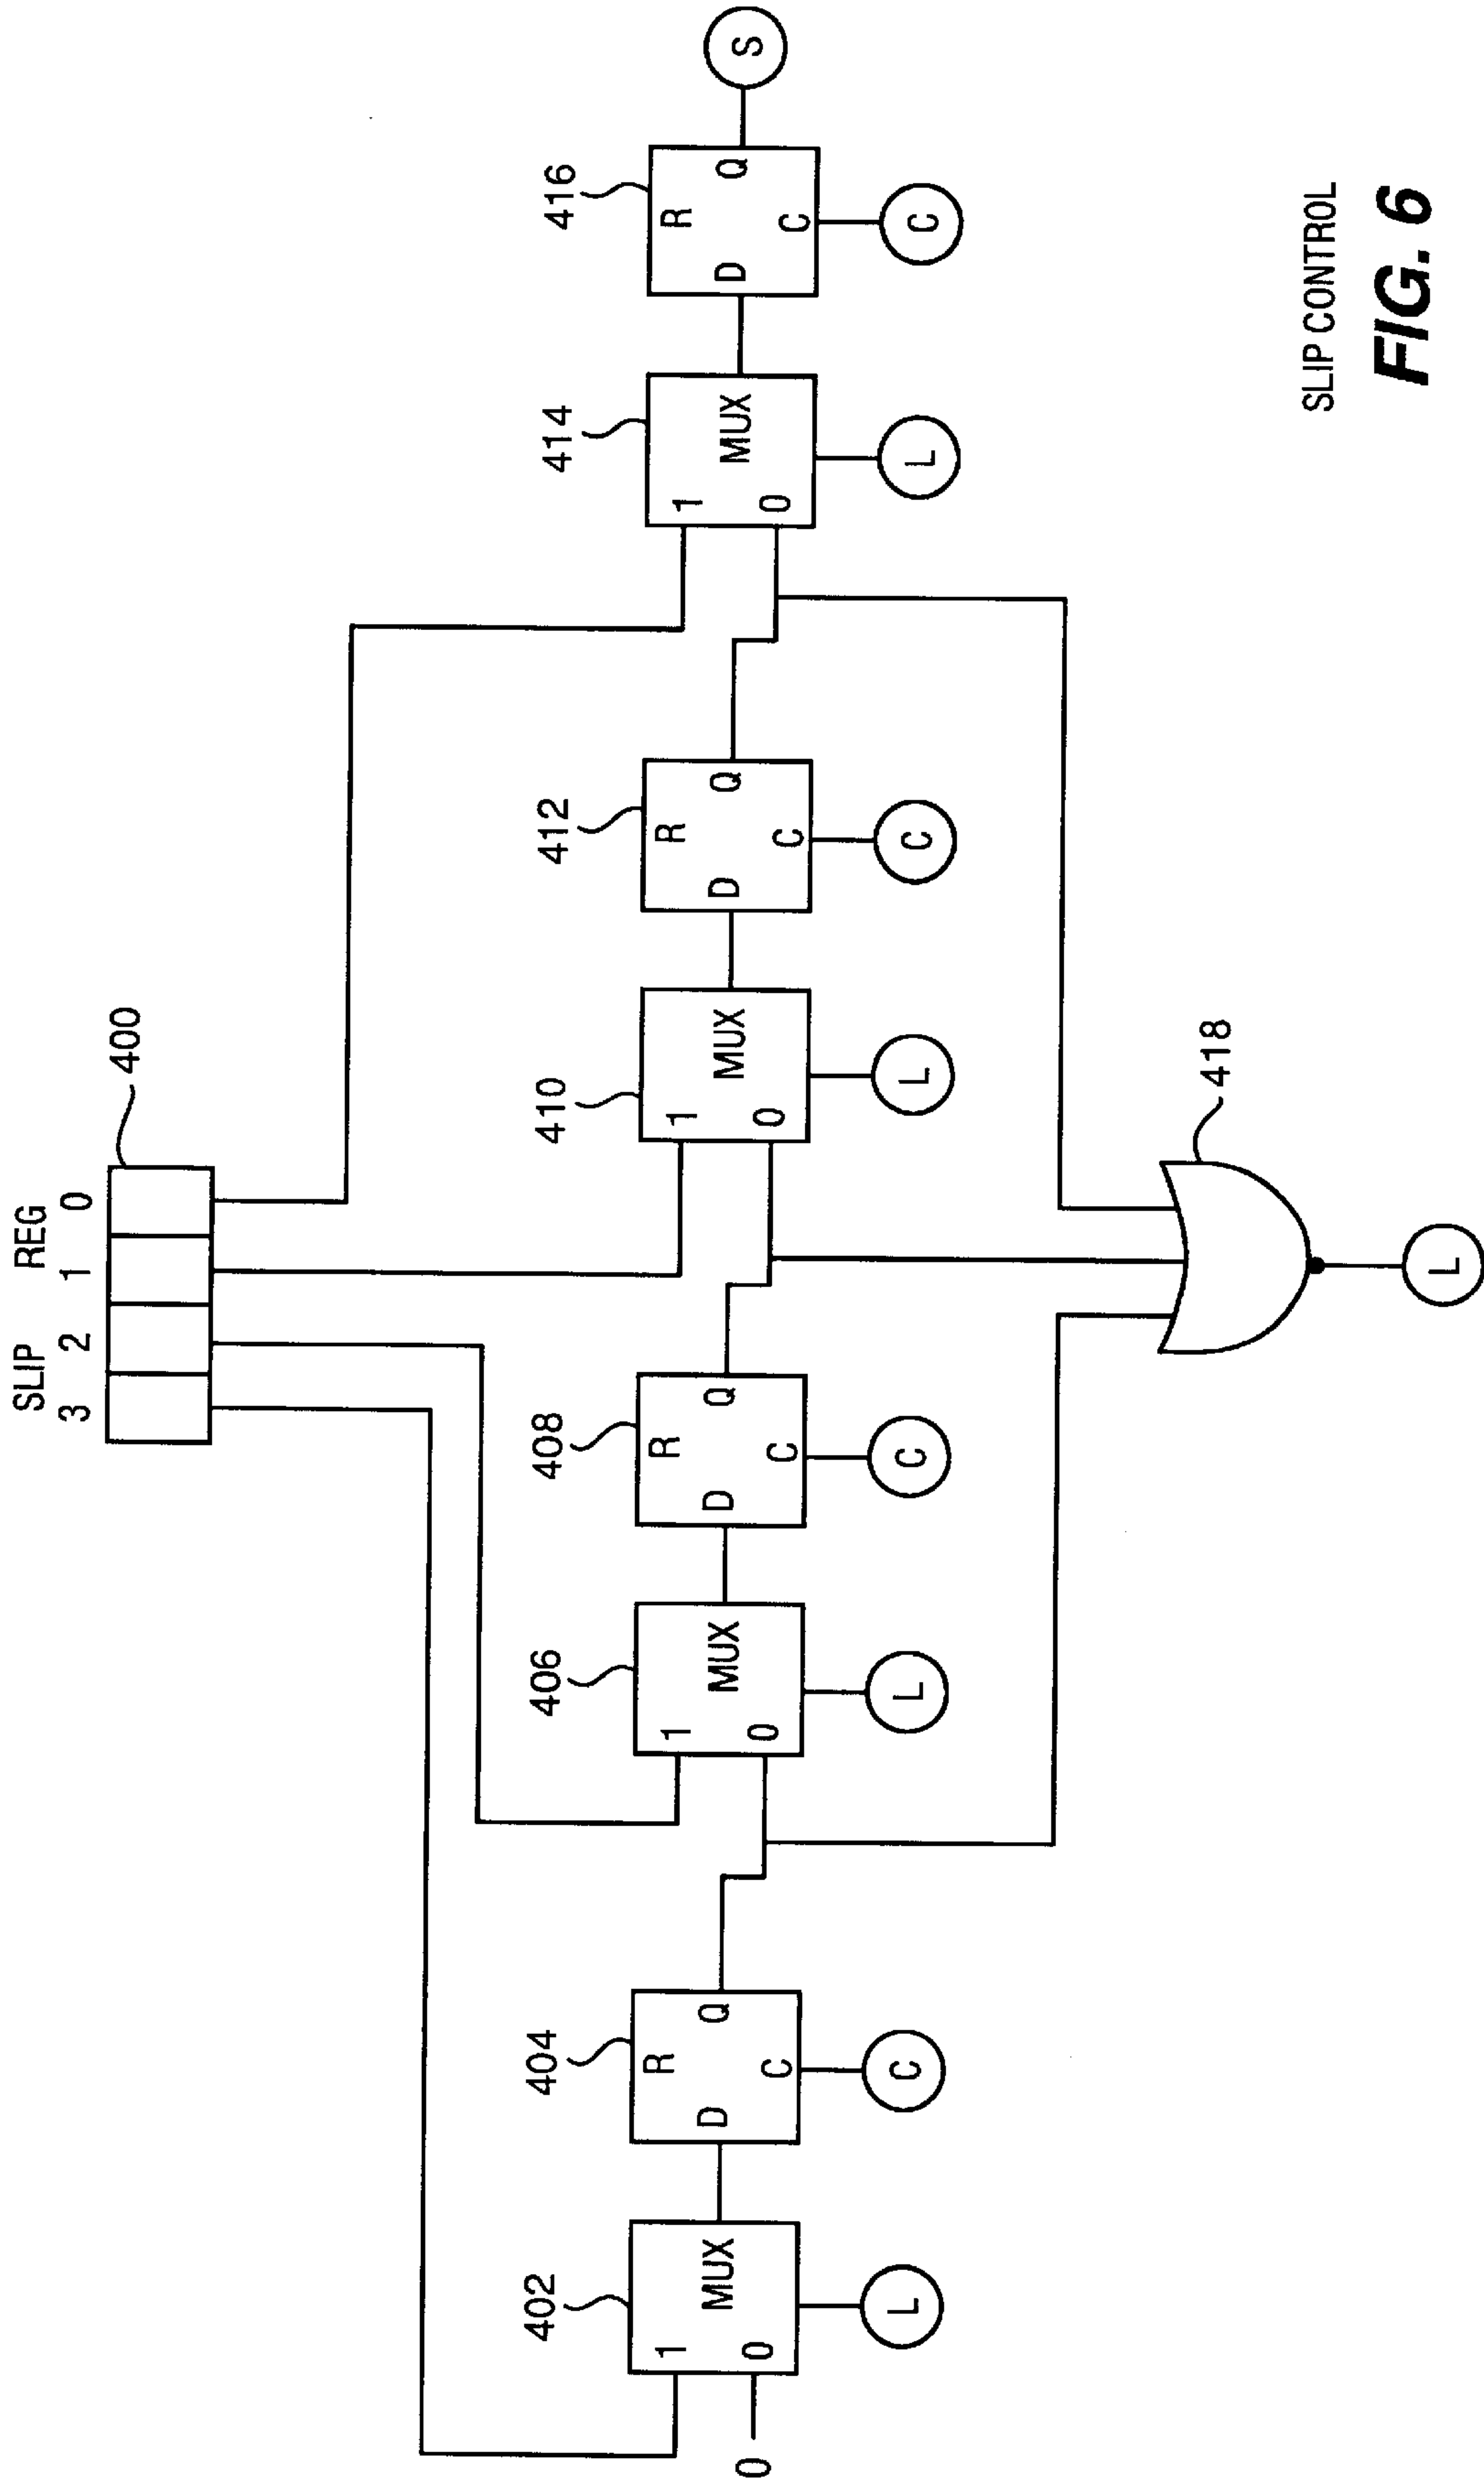 SLIP REG
3 2 1 0
400
402
1
0
MUX
0
L
404
R
D Q
C
C
406
1
0
MUX
L
408
R
D Q
C
C
410
1
0
MUX
L
412
R
D Q
C
C
414
1
0
MUX
L
416
R
D Q
C
C
S
418
L
SLIP CONTROL
FIG. 6